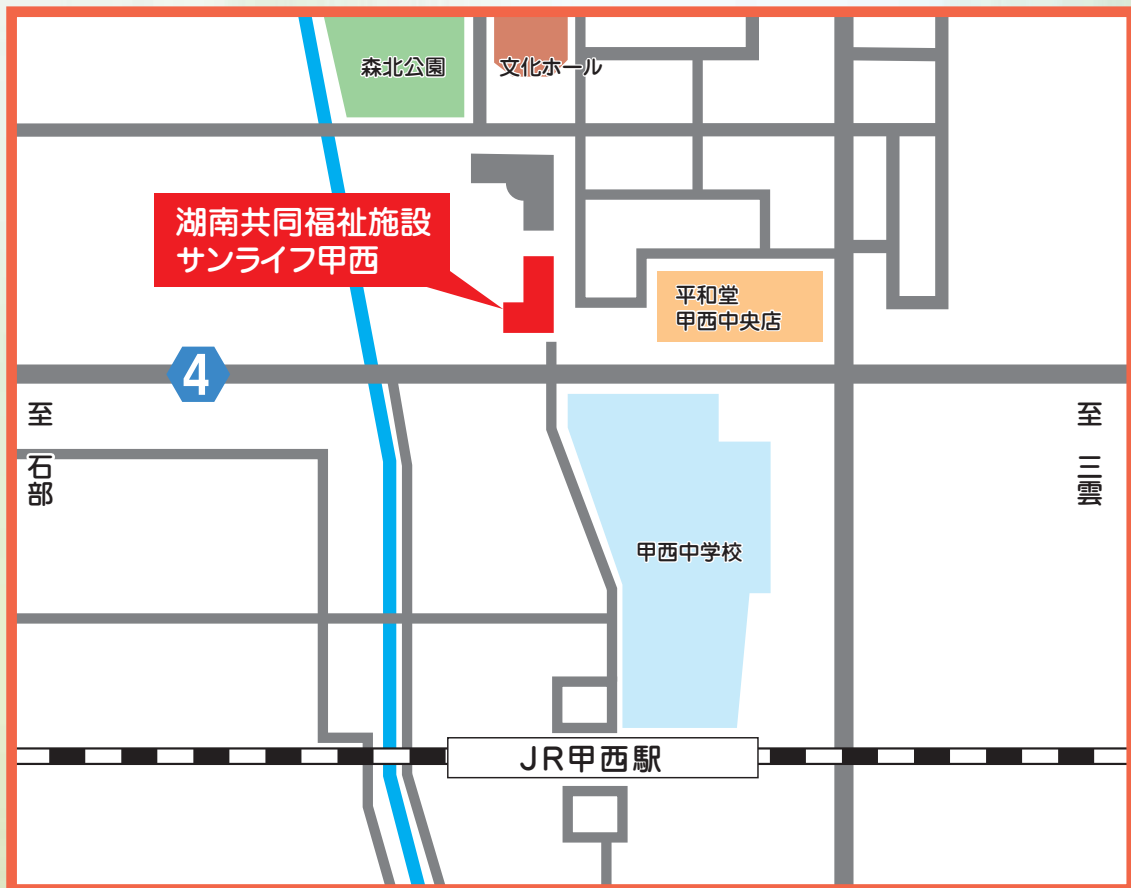 森北公園
文化ホール
湖南共同福祉施設
サンライフ甲西
平和堂
甲西中央店
4
至 石部
至 三雲
甲西中学校
JR甲西駅